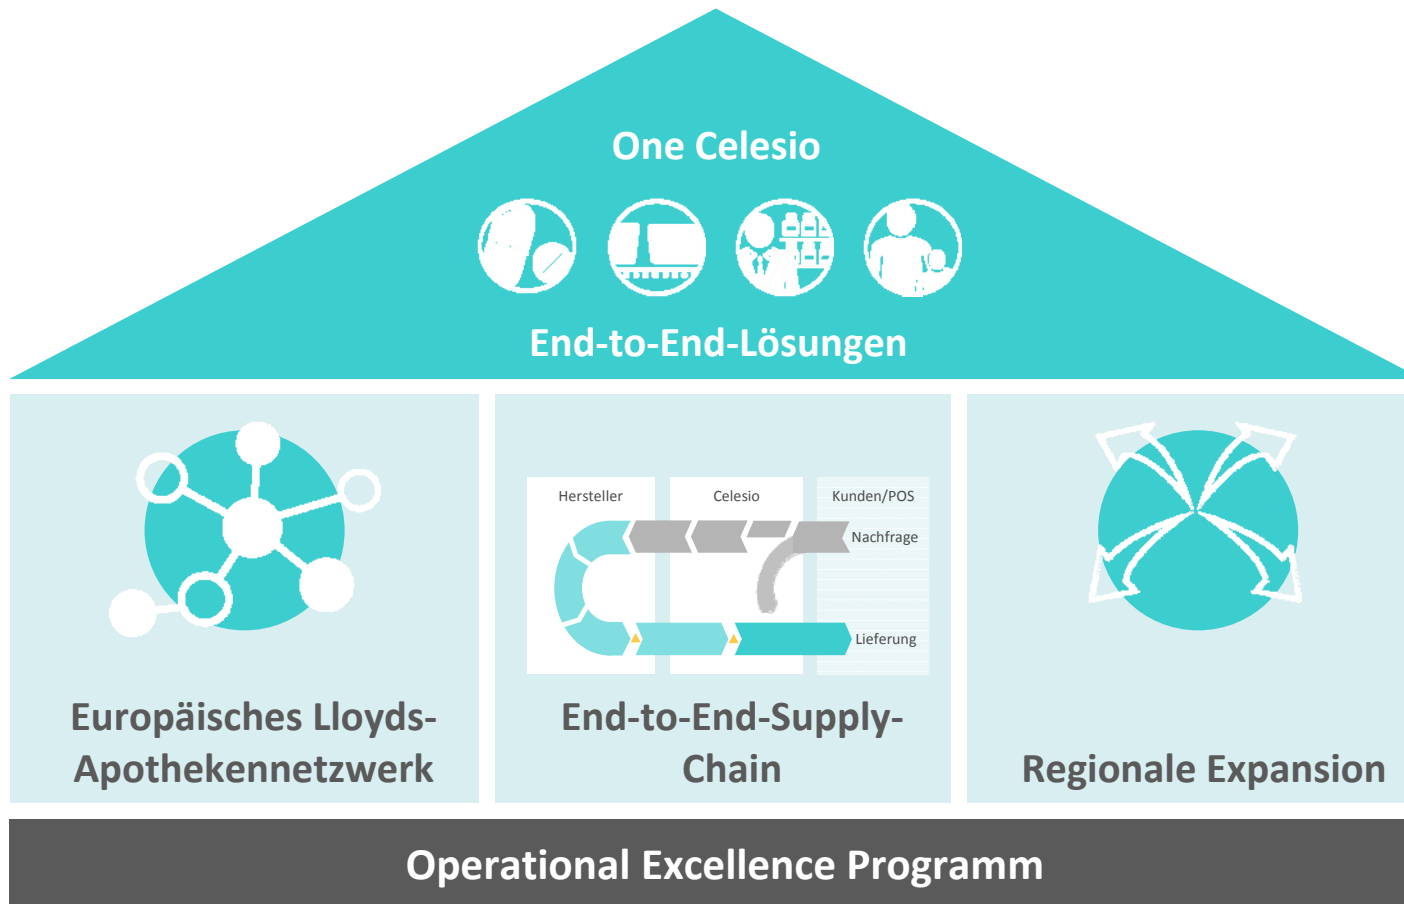 One Celesio
End-to-End-Lösungen
Europäisches Lloyds-
Apothekennetzwerk
Hersteller
Celesio
Kunden/POS
Nachfrage
Lieferung
End-to-End-Supply-
Chain
Regionale Expansion
Operational Excellence Programm